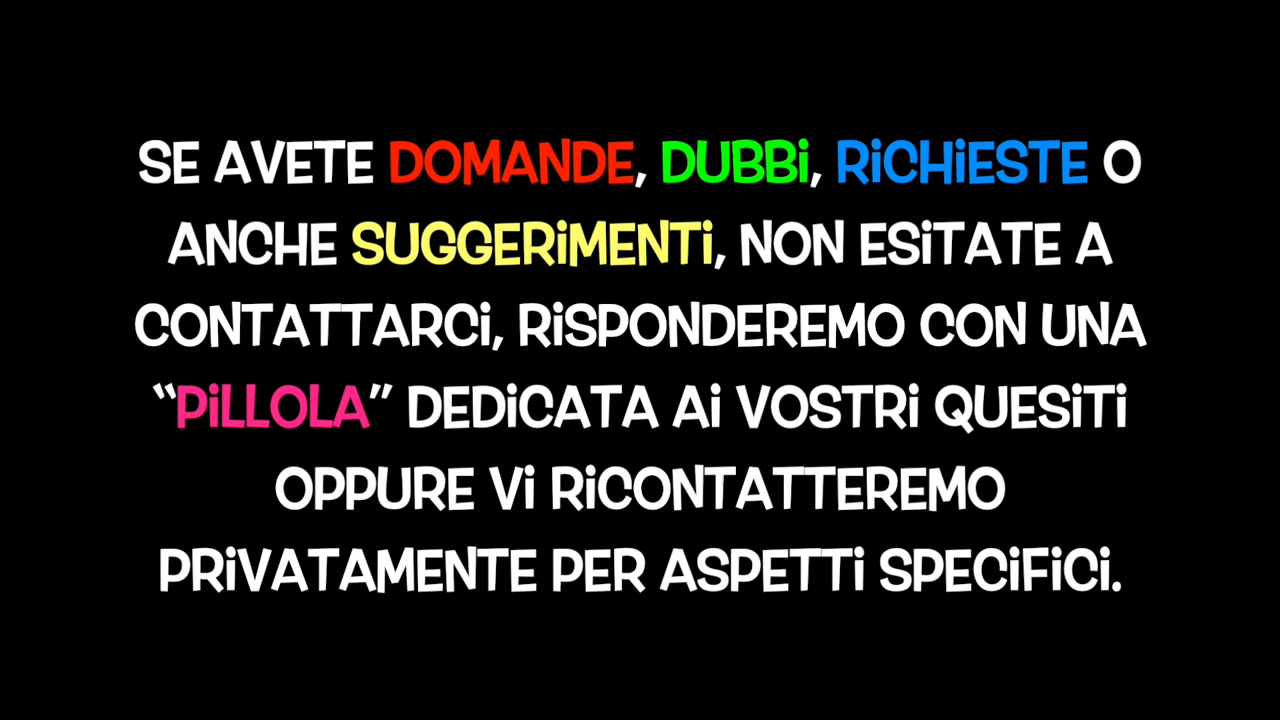 SE AVETE DOMANDE, DUBBi, RiCHiESTE O
ANCHE SUGGERiMENTi, NON ESiTATE A
CONTATTARCi, RiSPONDEREMO CON UNA
“PiLLOLA” DEDiCATA Ai VOSTRi QUESiTi
OPPURE Vi RiCONTATTEREMO
PRiVATAMENTE PER ASPETTi SPECiFiCi.